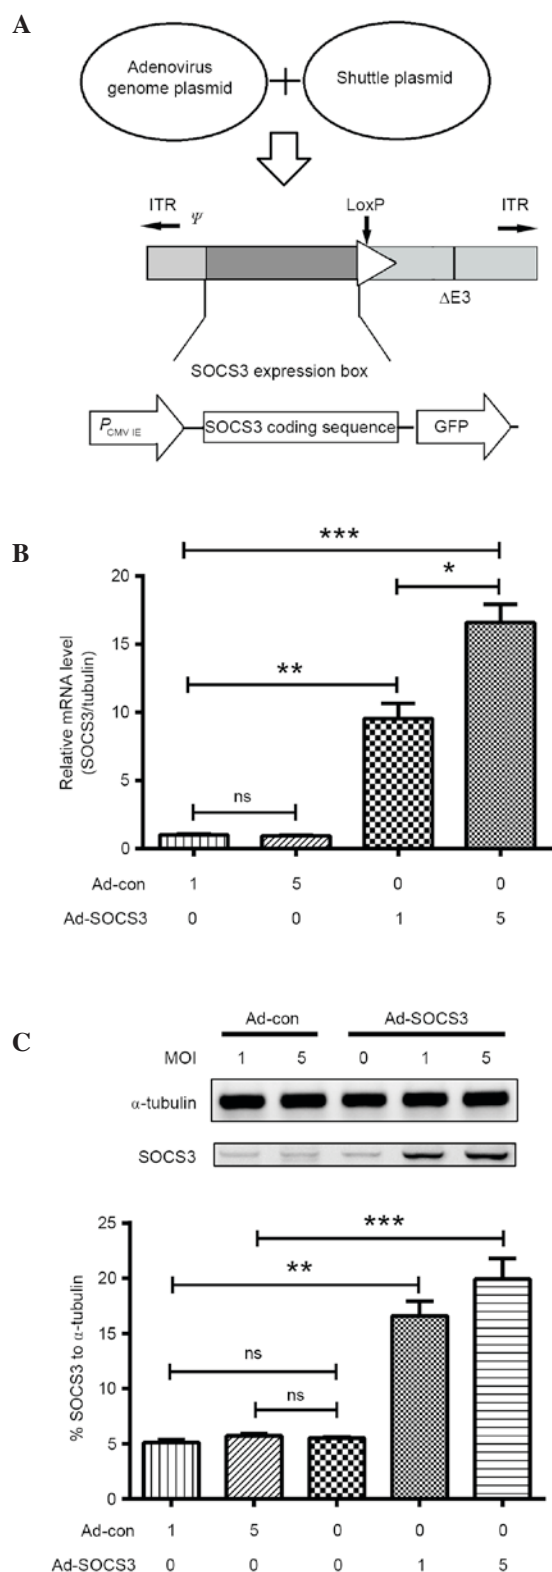 A
Adenovirus
genome plasmid
+
Shuttle plasmid
ITR
Ψ
LoxP
ITR
ΔE3
SOCS3 expression box
P CMV IE
SOCS3 coding sequence
GFP
B
***
*
**
ns
Relative mRNA level
(SOCS3/tubulin)
20
15
10
5
0
Ad-con 1 5 0 0
Ad-SOCS3 0 0 1 5
C
Ad-con Ad-SOCS3
MOI 1 5 0 1 5
α-tubulin
SOCS3
% SOCS3 to α-tubulin
25
20
15
10
5
0
***
**
ns
ns
Ad-con 1 5 0 0 0
Ad-SOCS3 0 0 0 1 5